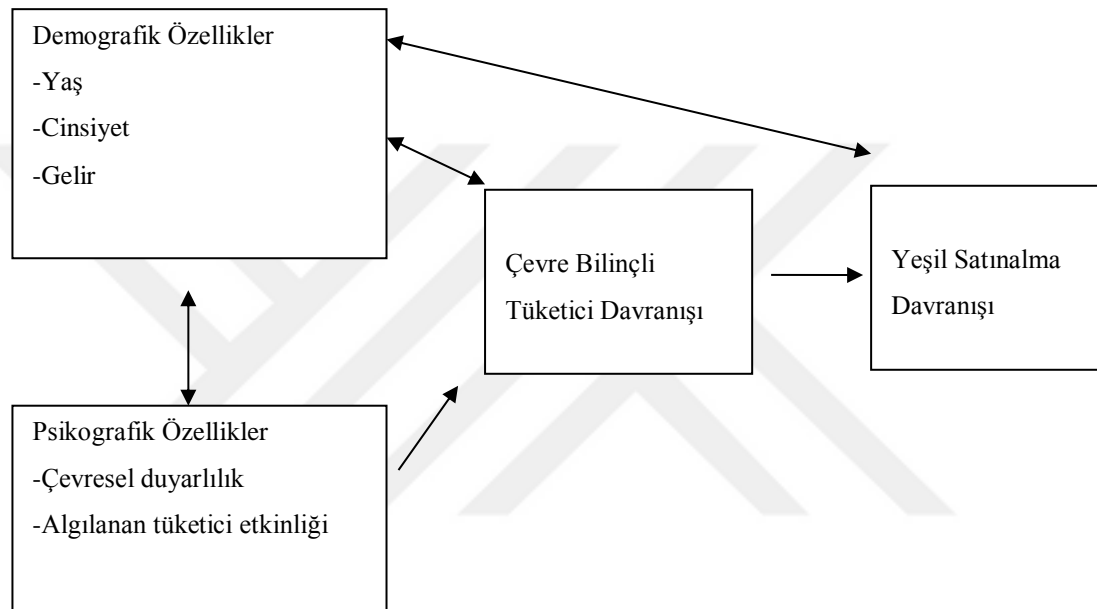 Demografik Özellikler
-Yaş
-Cinsiyet
-Gelir
Çevre Bilinçli
Tüketici Davranışı
Yeşil Satınalma
Davranışı
Psikografik Özellikler
-Çevresel duyarlılık
-Algılanan tüketici etkinliği